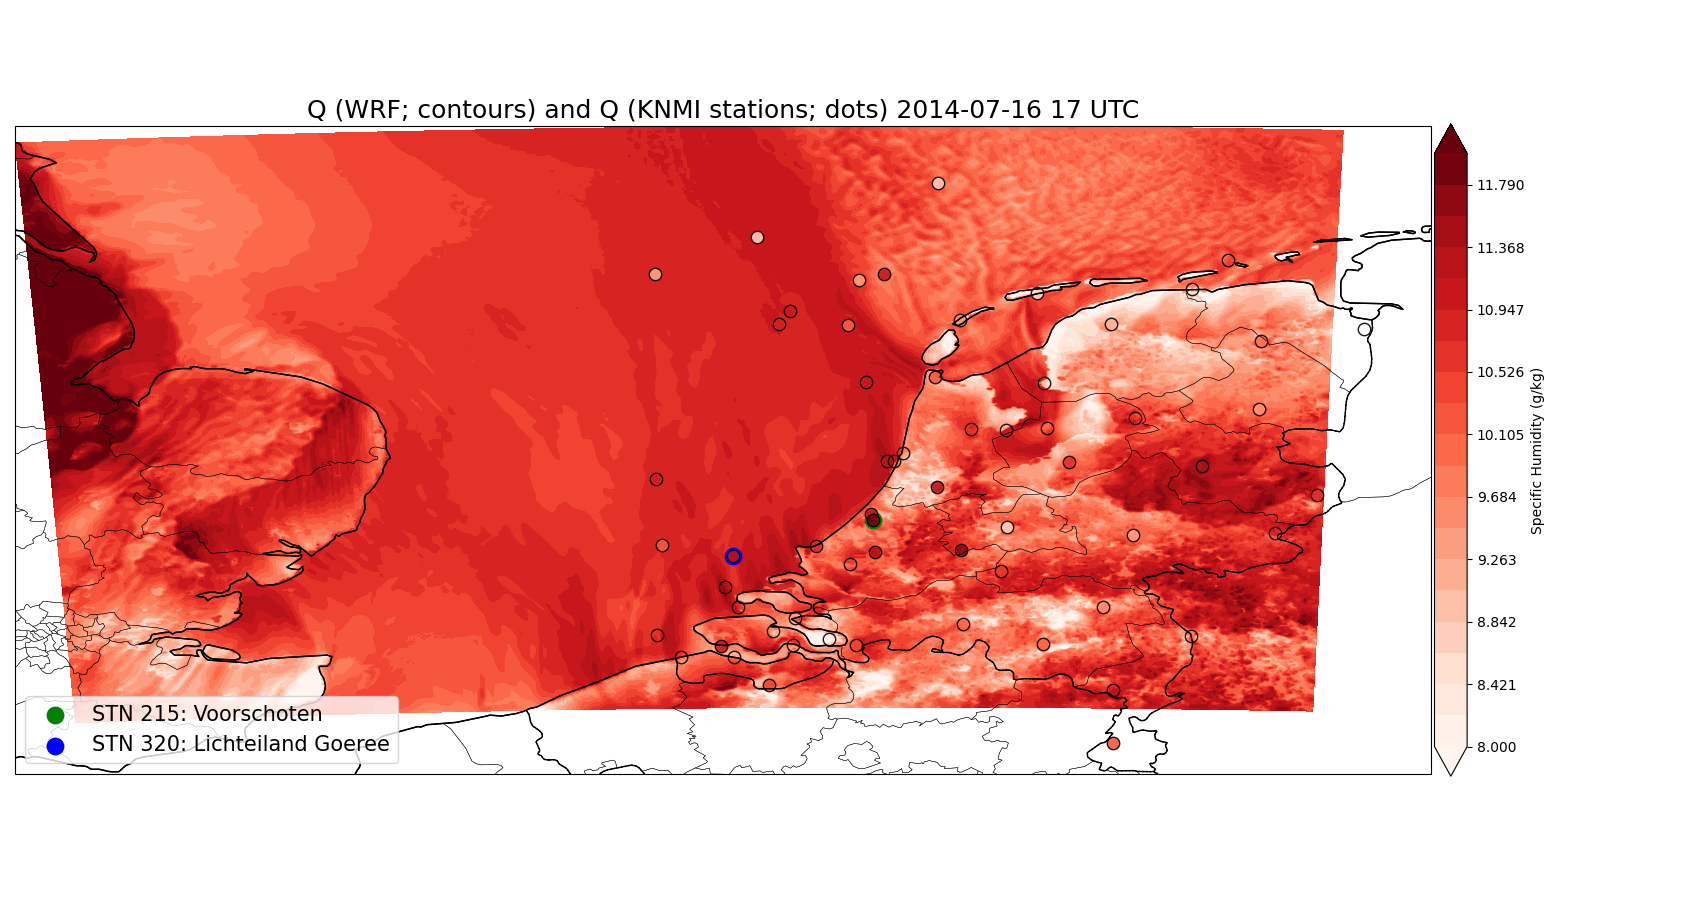 Q (WRF; contours) and Q (KNMI stations; dots) 2014-07-16 17 UTC
11.790
11.368
10.947
10.526
10.105
9.684
9.263
8.842
8.421
8.000
Specific Humidity (g/kg)
STN 215: Voorschoten
STN 320: Lichteiland Goeree